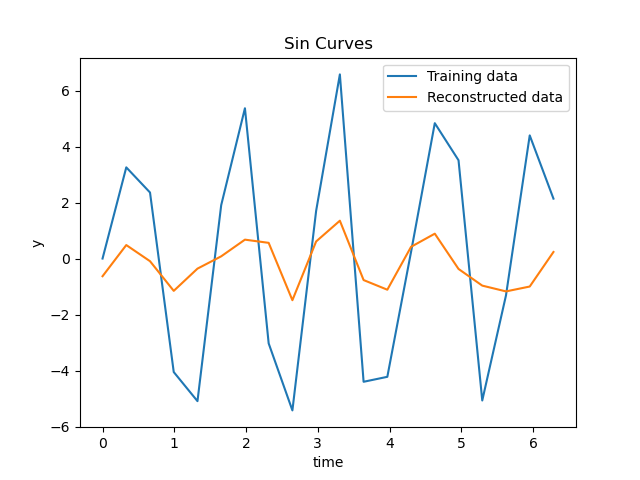 Sin Curves
Training data
Reconstructed data
6
4
2
0
−2
−4
−6
y
0 1 2 3 4 5 6
time